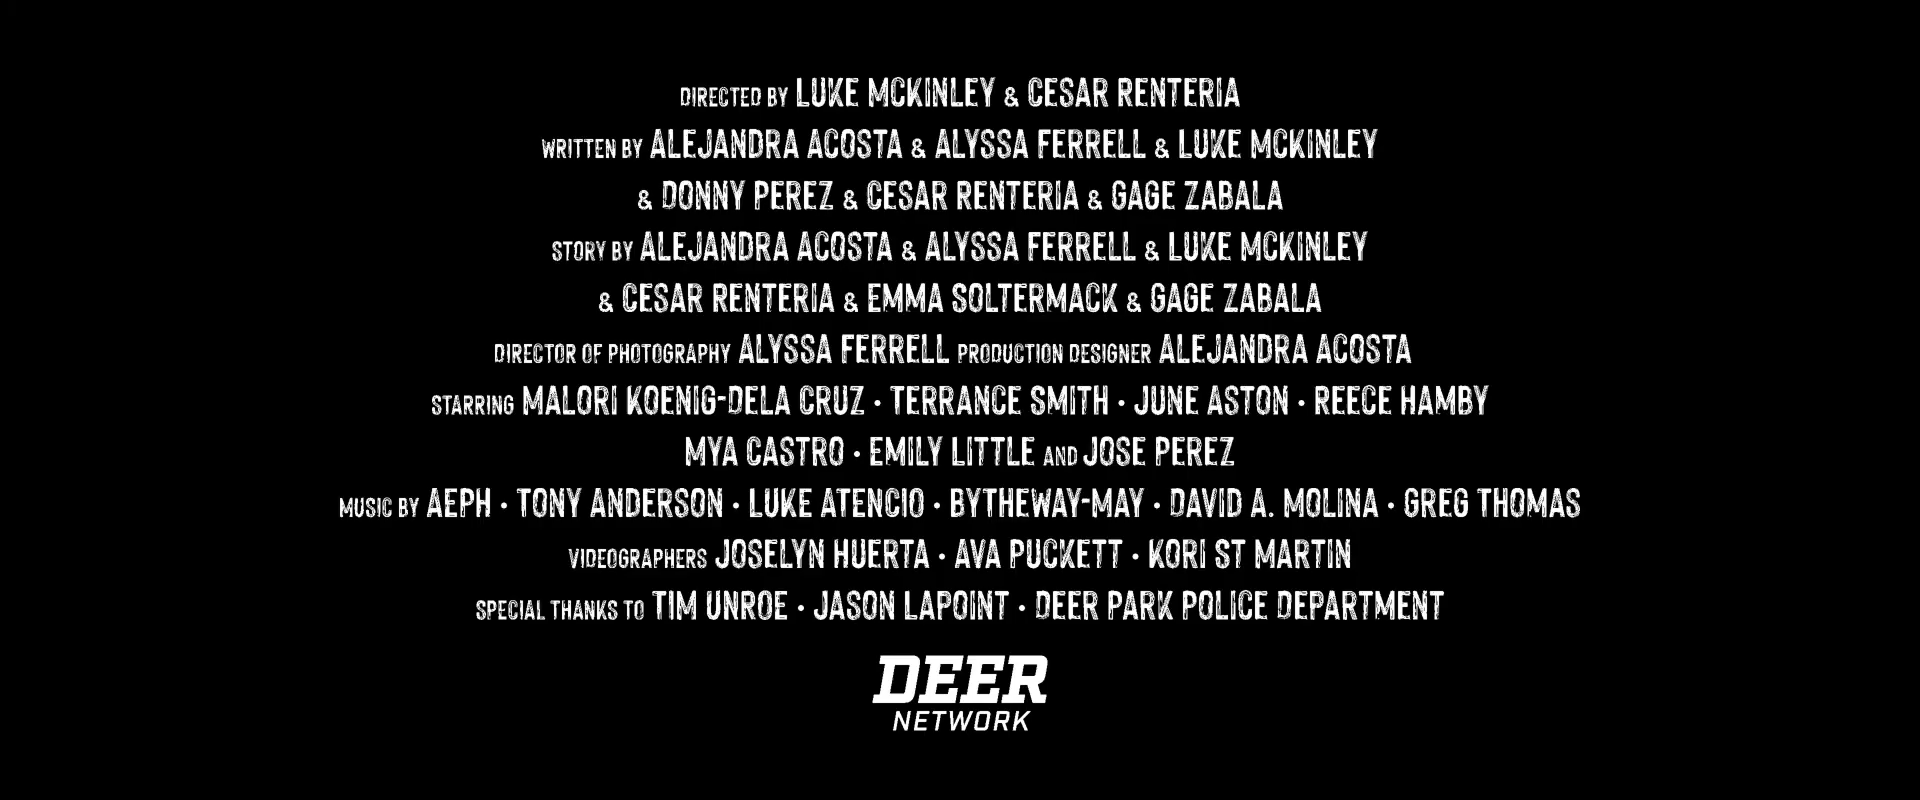 DIRECTED BY LUKE MCKINLEY & CESAR RENTERIA
WRITTEN BY ALEJANDRA ACOSTA & ALYSSA FERRELL & LUKE MCKINLEY
& DONNY PEREZ & CESAR RENTERIA & GAGE ZABALA
STORY BY ALEJANDRA ACOSTA & ALYSSA FERRELL & LUKE MCKINLEY
& CESAR RENTERIA & EMMA SOLTERMACK & GAGE ZABALA
DIRECTOR OF PHOTOGRAPHY ALYSSA FERRELL PRODUCTION DESIGNER ALEJANDRA ACOSTA
STARRING MALORI KOENIG-DELA CRUZ • TERRANCE SMITH • JUNE ASTON • REECE HAMBY
MYA CASTRO • EMILY LITTLE AND JOSE PEREZ
MUSIC BY AEPH • TONY ANDERSON • LUKE ATENCIO • BYTHEWAY-MAY • DAVID A. MOLINA • GREG THOMAS
VIDEOGRAPHERS JOSELYN HUERTA • AVA PUCKETT • KORI ST MARTIN
SPECIAL THANKS TO TIM UNROE • JASON LAPOINT • DEER PARK POLICE DEPARTMENT
DEER
NETWORK